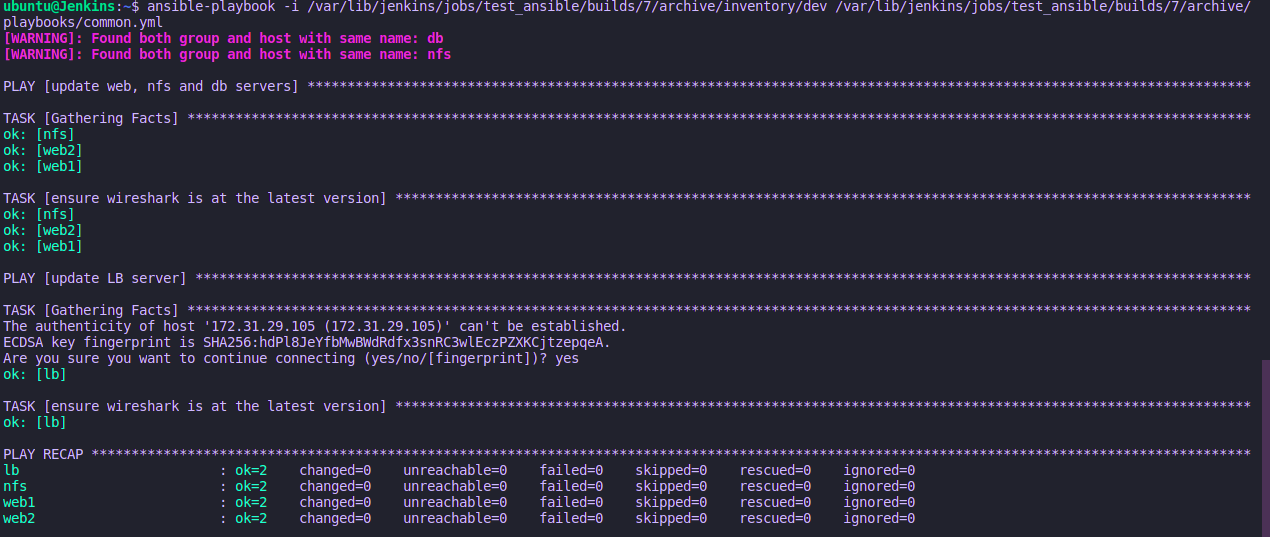 ubuntu@Jenkins:~$ ansible-playbook -i /var/lib/jenkins/jobs/test_ansible/builds/7/archive/inventory/dev /var/lib/jenkins/jobs/test_ansible/builds/7/archive/
playbooks/common.yml
[WARNING]: Found both group and host with same name: db
[WARNING]: Found both group and host with same name: nfs
PLAY [update web, nfs and db servers] **********************************************************************************************************************
TASK [Gathering Facts] *************************************************************************************************************************************
ok: [nfs]
ok: [web2]
ok: [web1]
TASK [ensure wireshark is at the latest version] ***********************************************************************************************************
ok: [nfs]
ok: [web2]
ok: [web1]
PLAY [update LB server] ************************************************************************************************************************************
TASK [Gathering Facts] *************************************************************************************************************************************
The authenticity of host '172.31.29.105 (172.31.29.105)' can't be established.
ECDSA key fingerprint is SHA256:hdPl8JeYfbMwBWdRdfx3snRC3wlEczPZXKCjtzepqeA.
Are you sure you want to continue connecting (yes/no/[fingerprint])? yes
ok: [lb]
TASK [ensure wireshark is at the latest version] ***********************************************************************************************************
ok: [lb]
PLAY RECAP *************************************************************************************************************************************************
lb                         : ok=2    changed=0    unreachable=0    failed=0    skipped=0    rescued=0    ignored=0
nfs                        : ok=2    changed=0    unreachable=0    failed=0    skipped=0    rescued=0    ignored=0
web1                       : ok=2    changed=0    unreachable=0    failed=0    skipped=0    rescued=0    ignored=0
web2                       : ok=2    changed=0    unreachable=0    failed=0    skipped=0    rescued=0    ignored=0